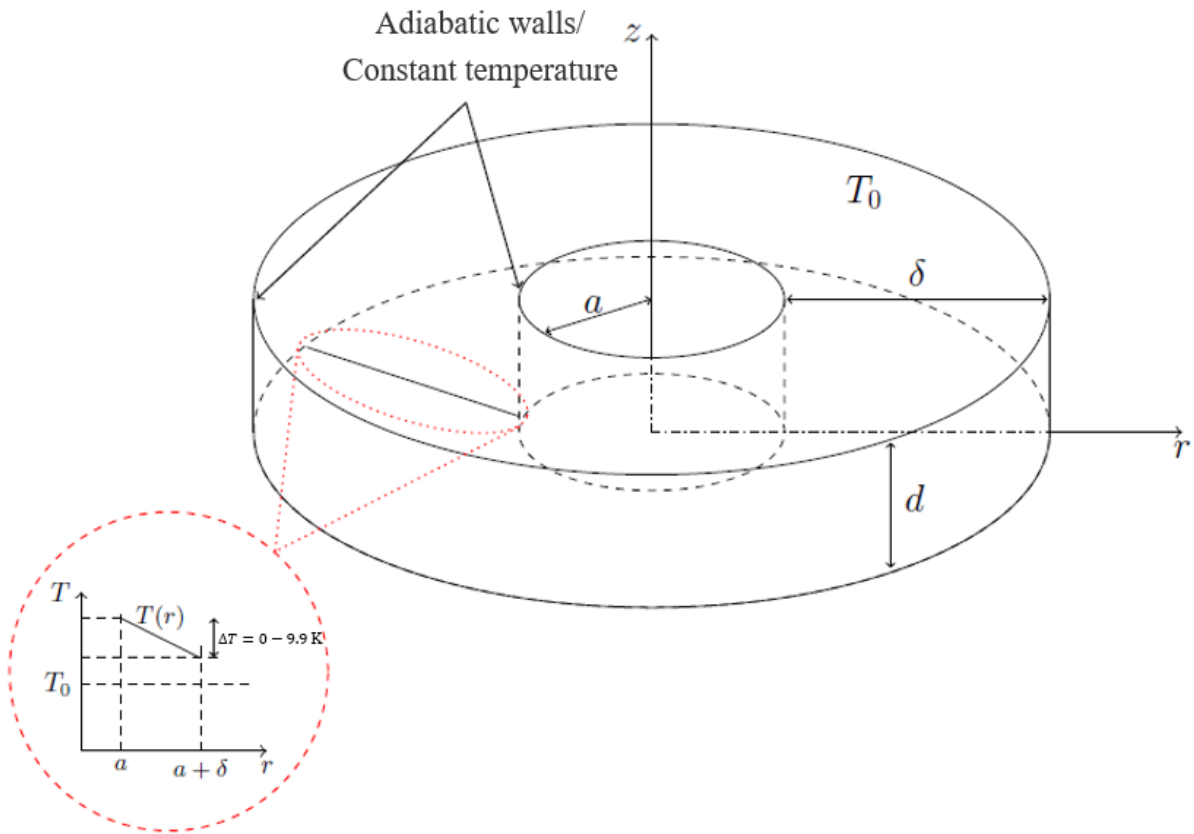 Adiabatic walls/
Constant temperature
z
T₀
δ
a
r
d
T
T(r)
ΔT = 0 − 9.9 K
T₀
a
a + δ
r